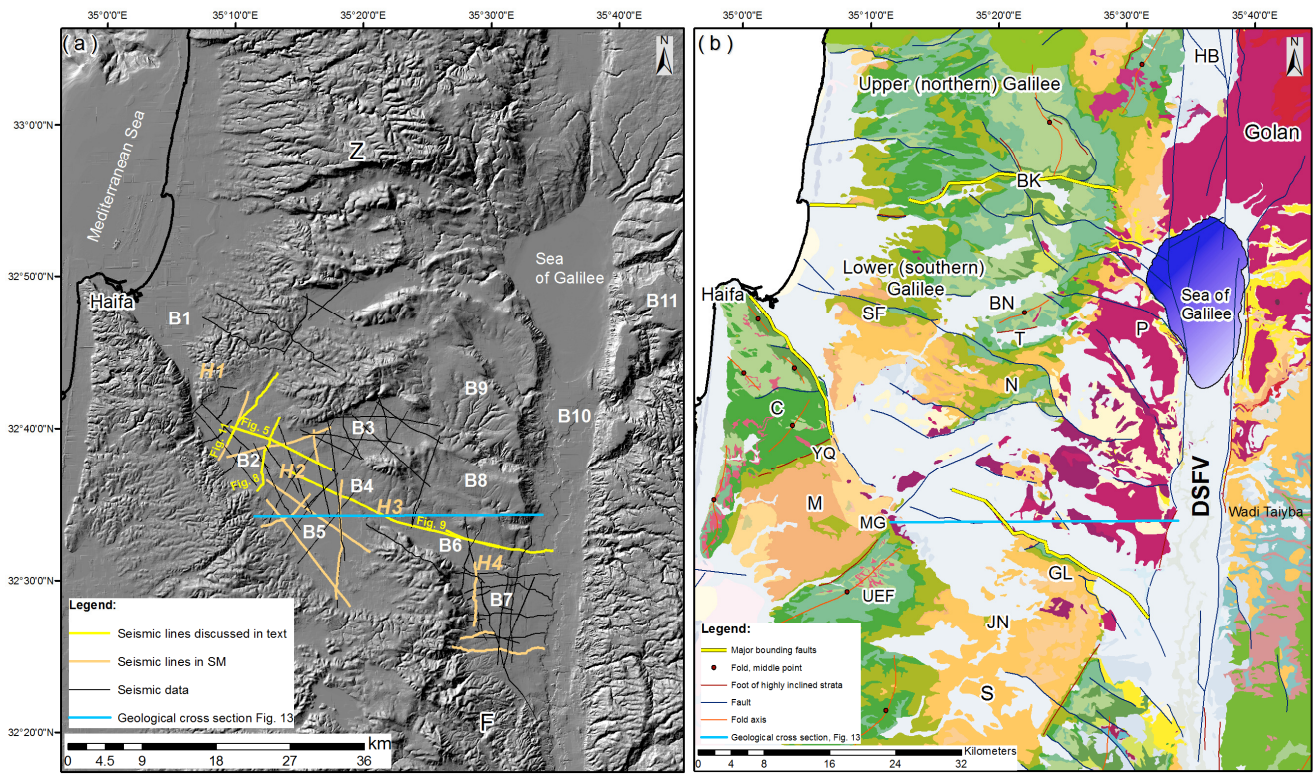 35°0'0"E
35°10'0"E
35°20'0"E
35°30'0"E
35°40'0"E
(a)
N
33°0'0"N
32°50'0"N
32°40'0"N
32°30'0"N
32°20'0"N
Mediterranean Sea
Z
Sea
of Galilee
Haifa
B1
B11
H1
B9
B10
Fig. 5
Fig. 11
B3
B2
H2
Fig. 8
B4
B8
H3
Fig. 9
B5
B6
H4
B7
F
Legend:
Seismic lines discussed in text
Seismic lines in SM
Seismic data
Geological cross section Fig. 13
0 4.5 9 18 27 36 km
35°0'0"E
35°10'0"E
35°20'0"E
35°30'0"E
35°40'0"E
(b)
HB
N
Upper (northern) Galilee
Golan
BK
Lower (southern)
Galilee
Haifa
SF
BN
Sea of
Galilee
P
T
N
C
YQ
DSFV
M
MG
Wadi Taiyba
GL
UEF
JN
S
Legend:
Major bounding faults
Fold, middle point
Foot of highly inclined strata
Fault
Fold axis
Geological cross section, Fig. 13
0 4 8 16 24 32 Kilometers